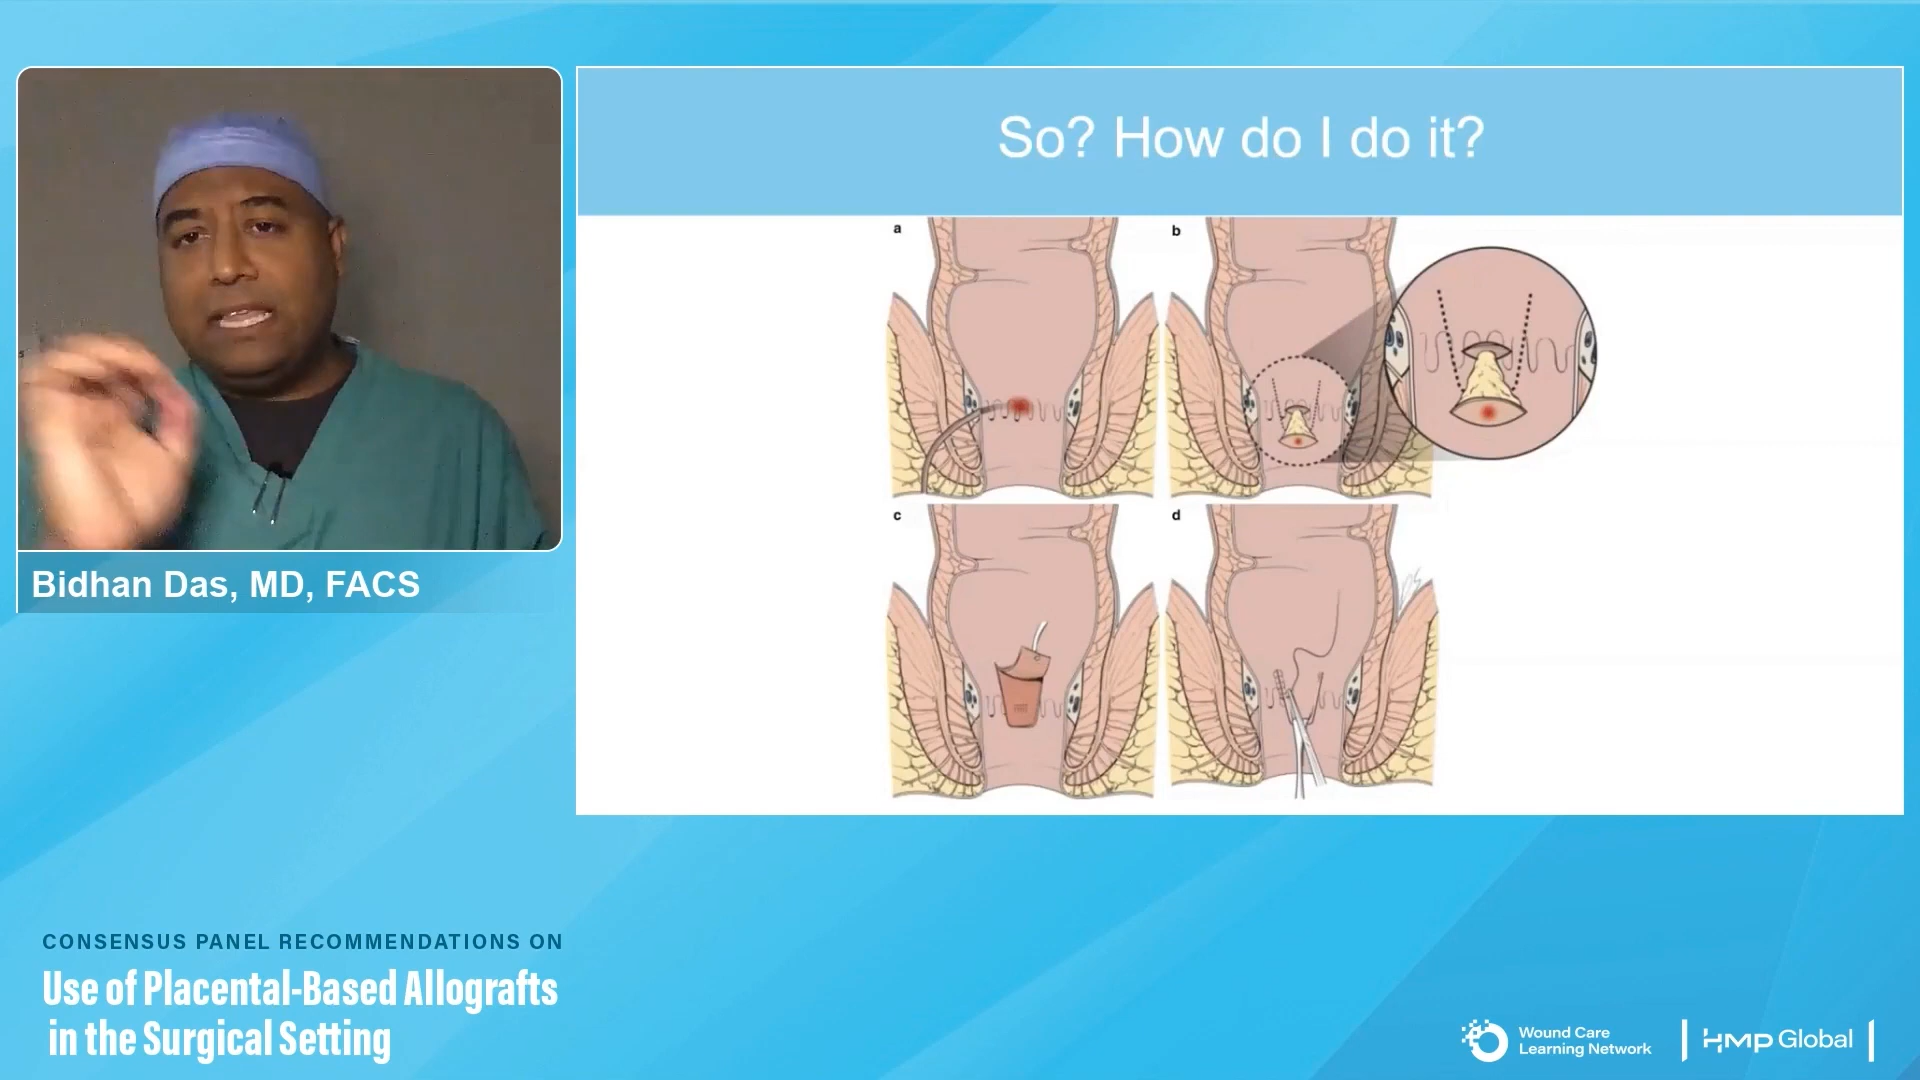 So? How do I do it?
a
b
c
d
Bidhan Das, MD, FACS
CONSENSUS PANEL RECOMMENDATIONS ON
Use of Placental-Based Allografts
in the Surgical Setting
Wound Care
Learning Network
HMP Global